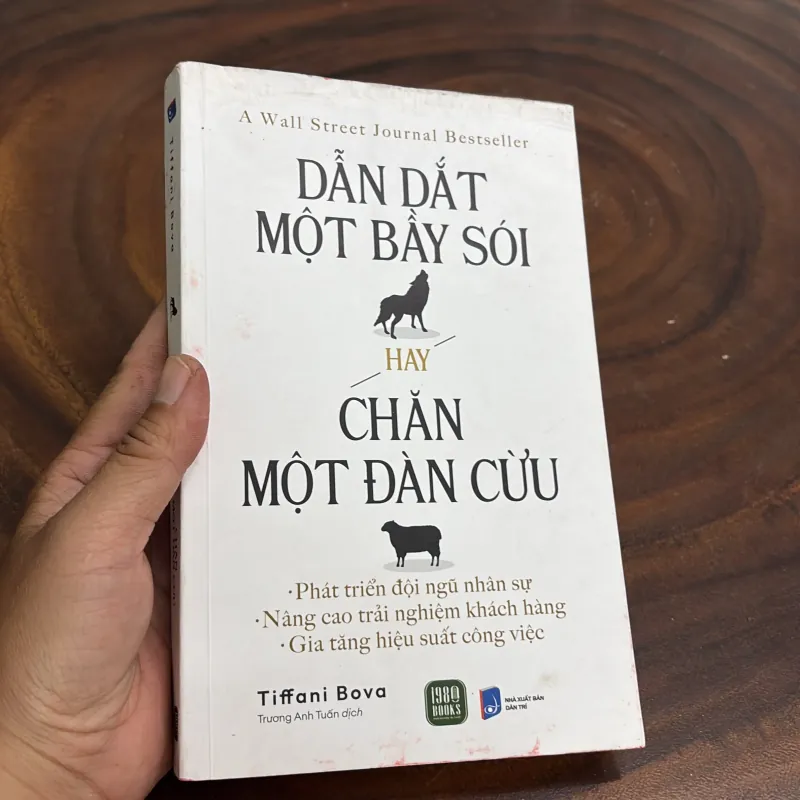 A Wall Street Journal Bestseller
DẪN DẮT
MỘT BẦY SÓI
HAY
CHĂN
MỘT ĐÀN CỪU
·Phát triển đội ngũ nhân sự
·Nâng cao trải nghiệm khách hàng
·Gia tăng hiệu suất công việc
Tiffani Bova
Trương Anh Tuấn dịch
1980
BOOKS
NHÀ XUẤT BẢN
DÂN TRÍ
Tiffani Bova